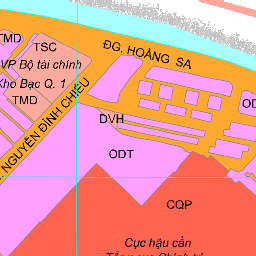 TMD
TSC
ĐG. HOÀNG SA
VP Bộ tài chính
Kho Bạc Q. 1
TMD
NGUYỄN ĐÌNH CHIỂU
DVH
ODT
CQP
Cục hậu cần